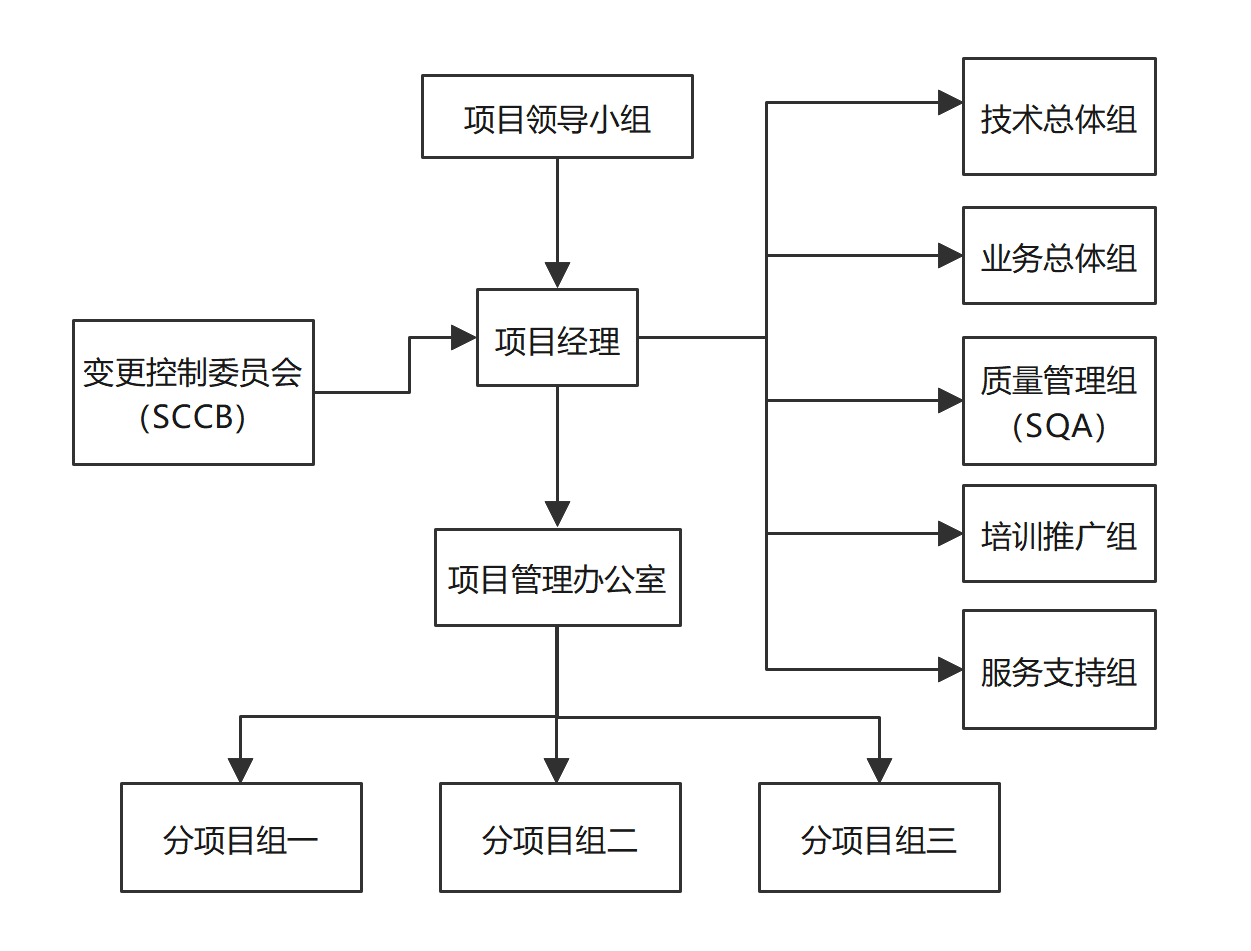 项目领导小组
技术总体组
业务总体组
项目经理
变更控制委员会
（SCCB）
质量管理组
（SQA）
培训推广组
项目管理办公室
服务支持组
分项目组一
分项目组二
分项目组三